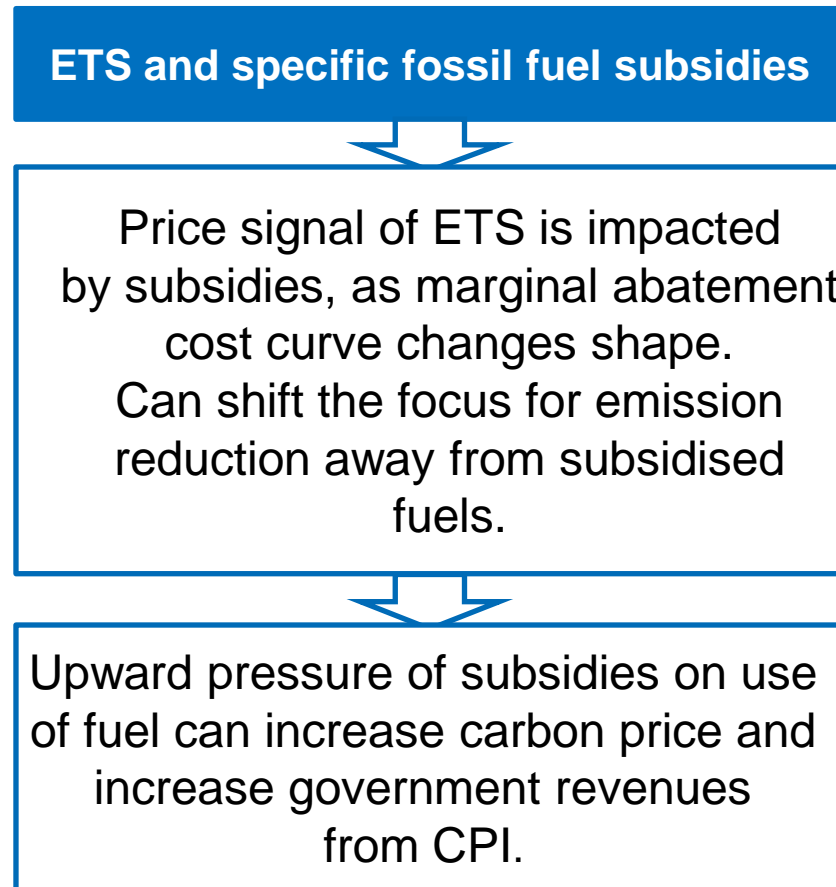 ETS and specific fossil fuel subsidies
Price signal of ETS is impacted
by subsidies, as marginal abatement
cost curve changes shape.
Can shift the focus for emission
reduction away from subsidised
fuels.
Upward pressure of subsidies on use
of fuel can increase carbon price and
increase government revenues
from CPI.